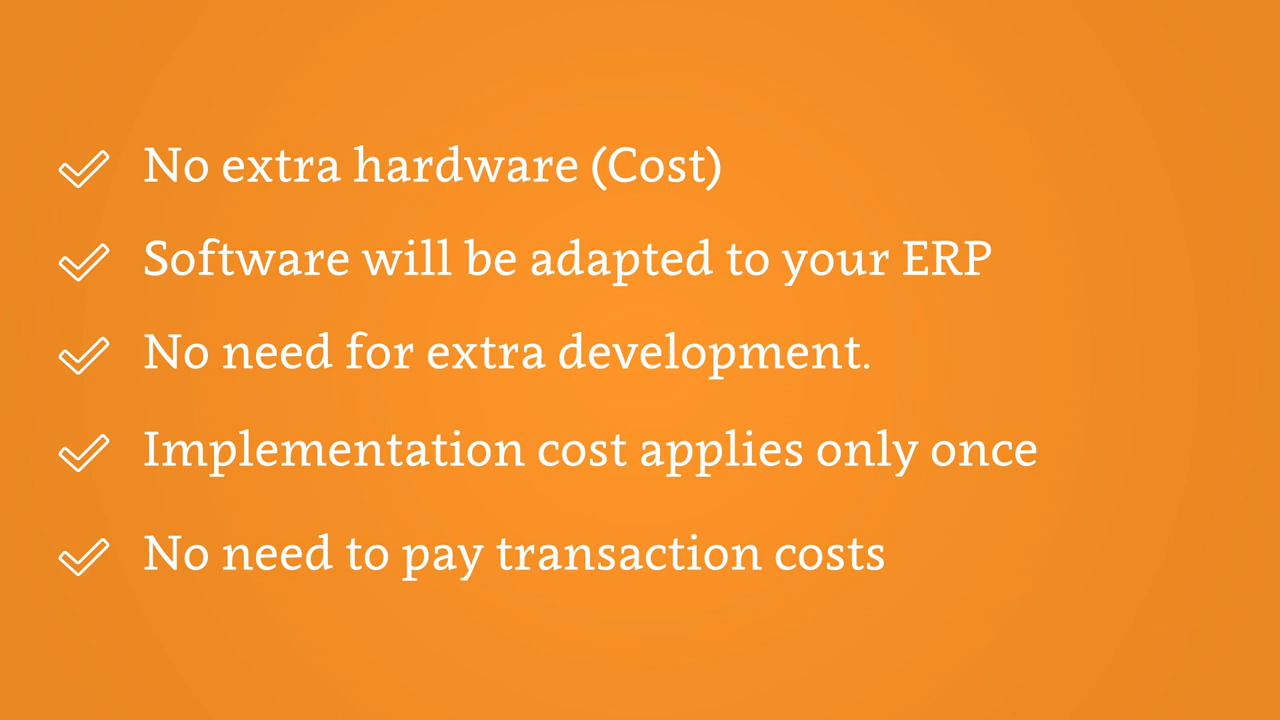 No extra hardware (Cost)
Software will be adapted to your ERP
No need for extra development.
Implementation cost applies only once
No need to pay transaction costs